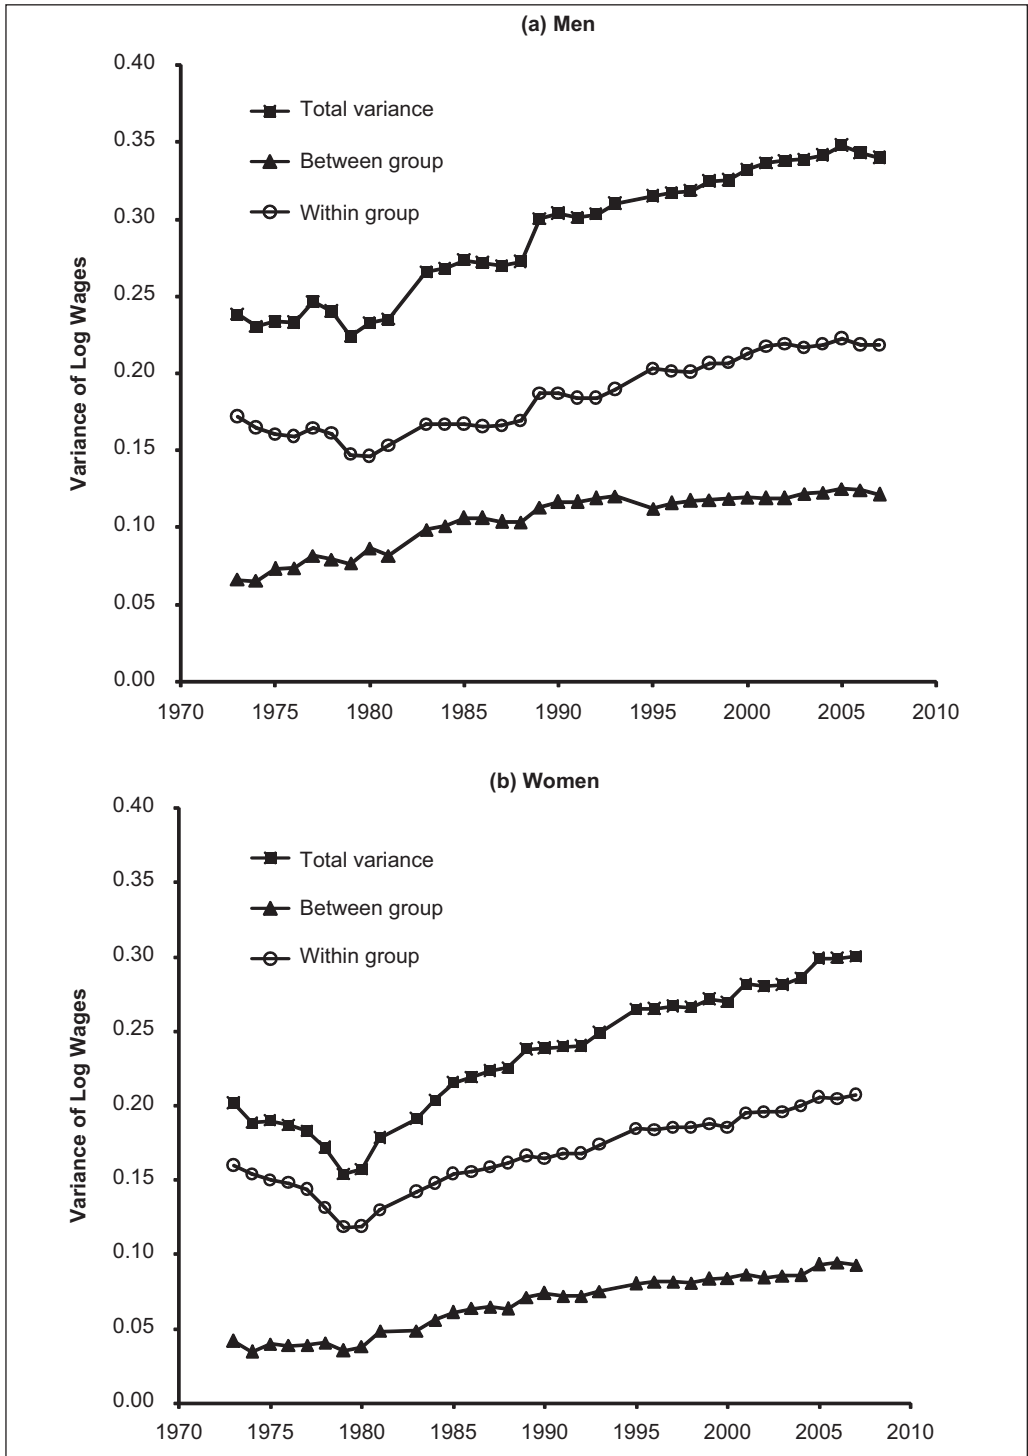 (a) Men
0.40
0.35
0.30
0.25
0.20
0.15
0.10
0.05
0.00
Variance of Log Wages
Total variance
Between group
Within group
1970 1975 1980 1985 1990 1995 2000 2005 2010
(b) Women
0.40
0.35
0.30
0.25
0.20
0.15
0.10
0.05
0.00
Variance of Log Wages
Total variance
Between group
Within group
1970 1975 1980 1985 1990 1995 2000 2005 2010